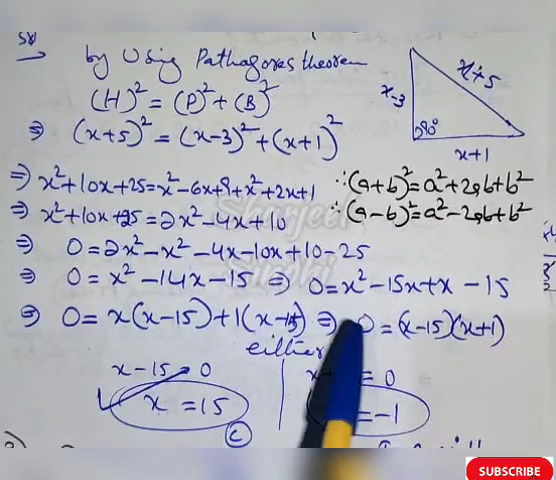 Sol
by Using Pathagores theorem
(H)² = (P)² + (B)²
⇒ (x+5)² = (x-3)² + (x+1)²
x+5
x-3
90°
x+1
⇒ x²+10x+25=x²-6x+9+x²+2x+1
∵(a+b)²=a²+2ab+b²
⇒ x²+10x+25=2x²-4x+10
∵(a-b)²=a²-2ab+b²
⇒ 0=2x²-x²-4x-10x+10-25
⇒ 0=x²-14x-15 ⇒ 0=x²-15x+x-15
⇒ 0= x(x-15)+1(x-15) ⇒ 0=(x-15)(x+1)
either
x-15=0
= 0
x =15
= -1
C
SUBSCRIBE